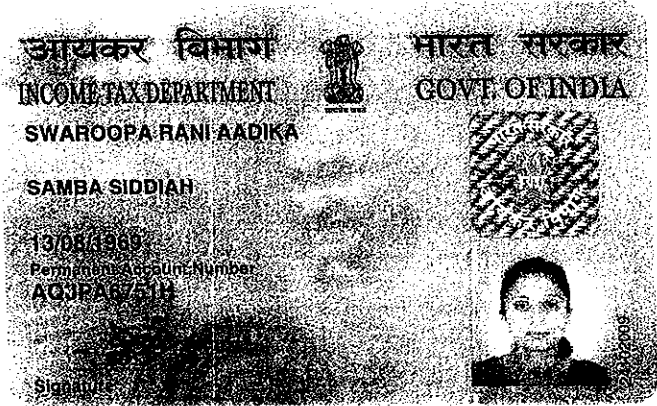 आयकर विभाग भारत सरकार
INCOME TAX DEPARTMENT GOVT. OF INDIA
SWAROOPA RANI AADIKA
SAMBA SIDDIAH
13/08/1969
Permanent Account Number
Signature